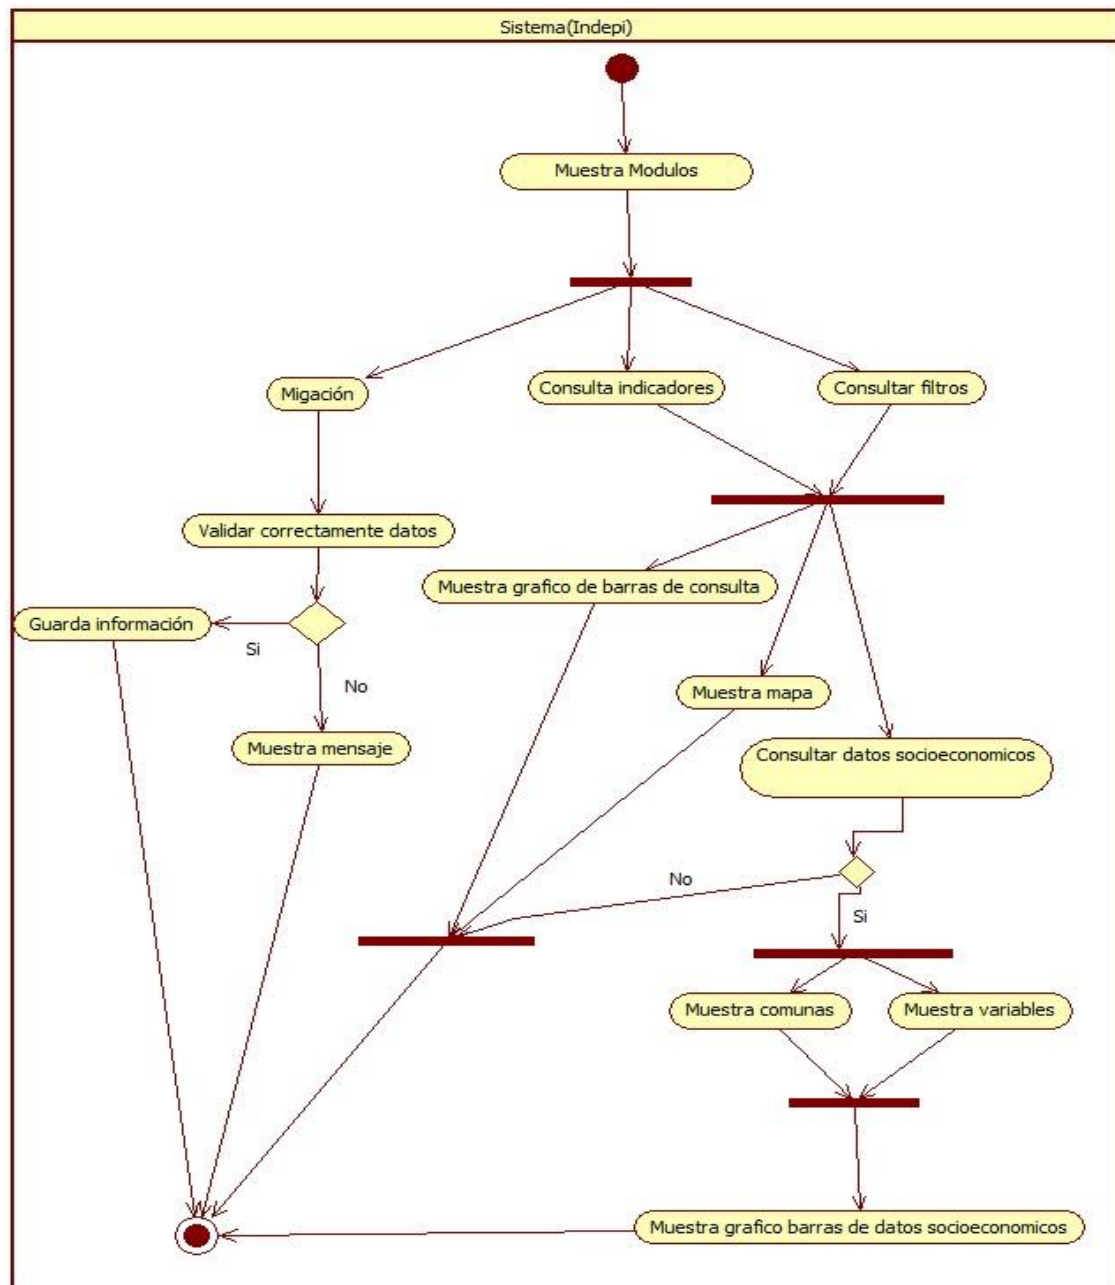 Sistema(Indepi)
Muestra Modulos
Migación
Consulta indicadores
Consultar filtros
Validar correctamente datos
Muestra grafico de barras de consulta
Guarda información
Si
No
Muestra mapa
Muestra mensaje
Consultar datos socioeconomicos
No
Si
Muestra comunas
Muestra variables
Muestra grafico barras de datos socioeconomicos